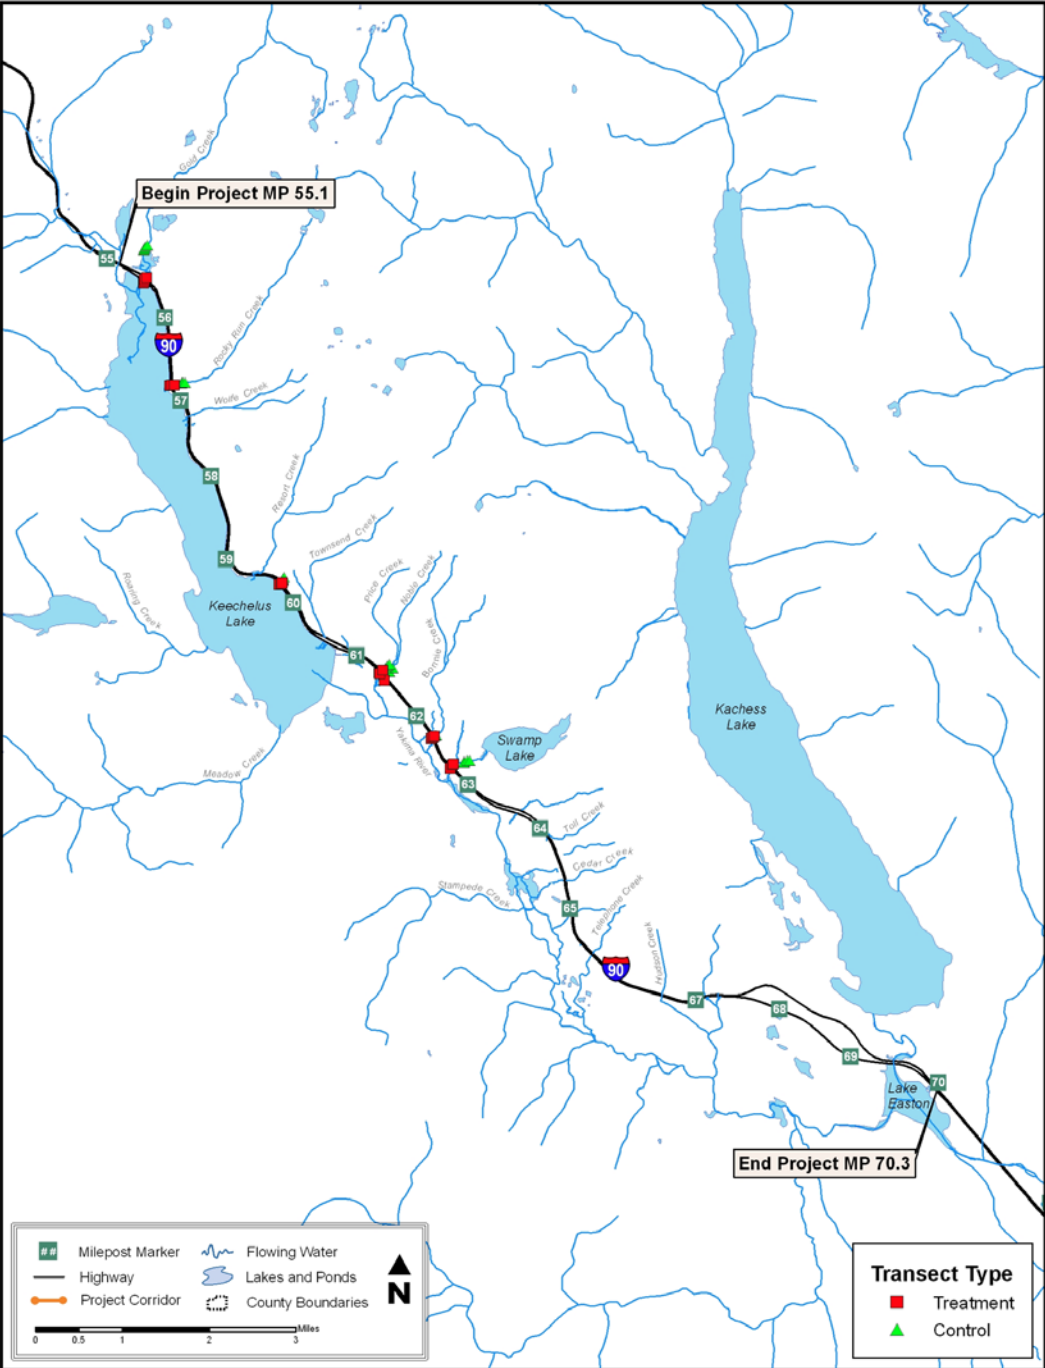 Gold Creek
Begin Project MP 55.1
55
56
90
Rocky Run Creek
57
Wolfe Creek
58
Resort Creek
59
Townsend Creek
Price Creek
Noble Creek
Roaring Creek
Keechelus
Lake
60
Bonnie Creek
61
62
Kachess
Lake
Swamp
Lake
Yakima River
Meadow Creek
63
Toll Creek
64
Cedar Creek
Stampede Creek
65
Telephone Creek
Hudson Creek
90
67
68
69
70
Lake
Easton
End Project MP 70.3
## Milepost Marker
Flowing Water
Highway
Lakes and Ponds
Project Corridor
County Boundaries
N
0 0.5 1 2 3 Miles
Transect Type
Treatment
Control